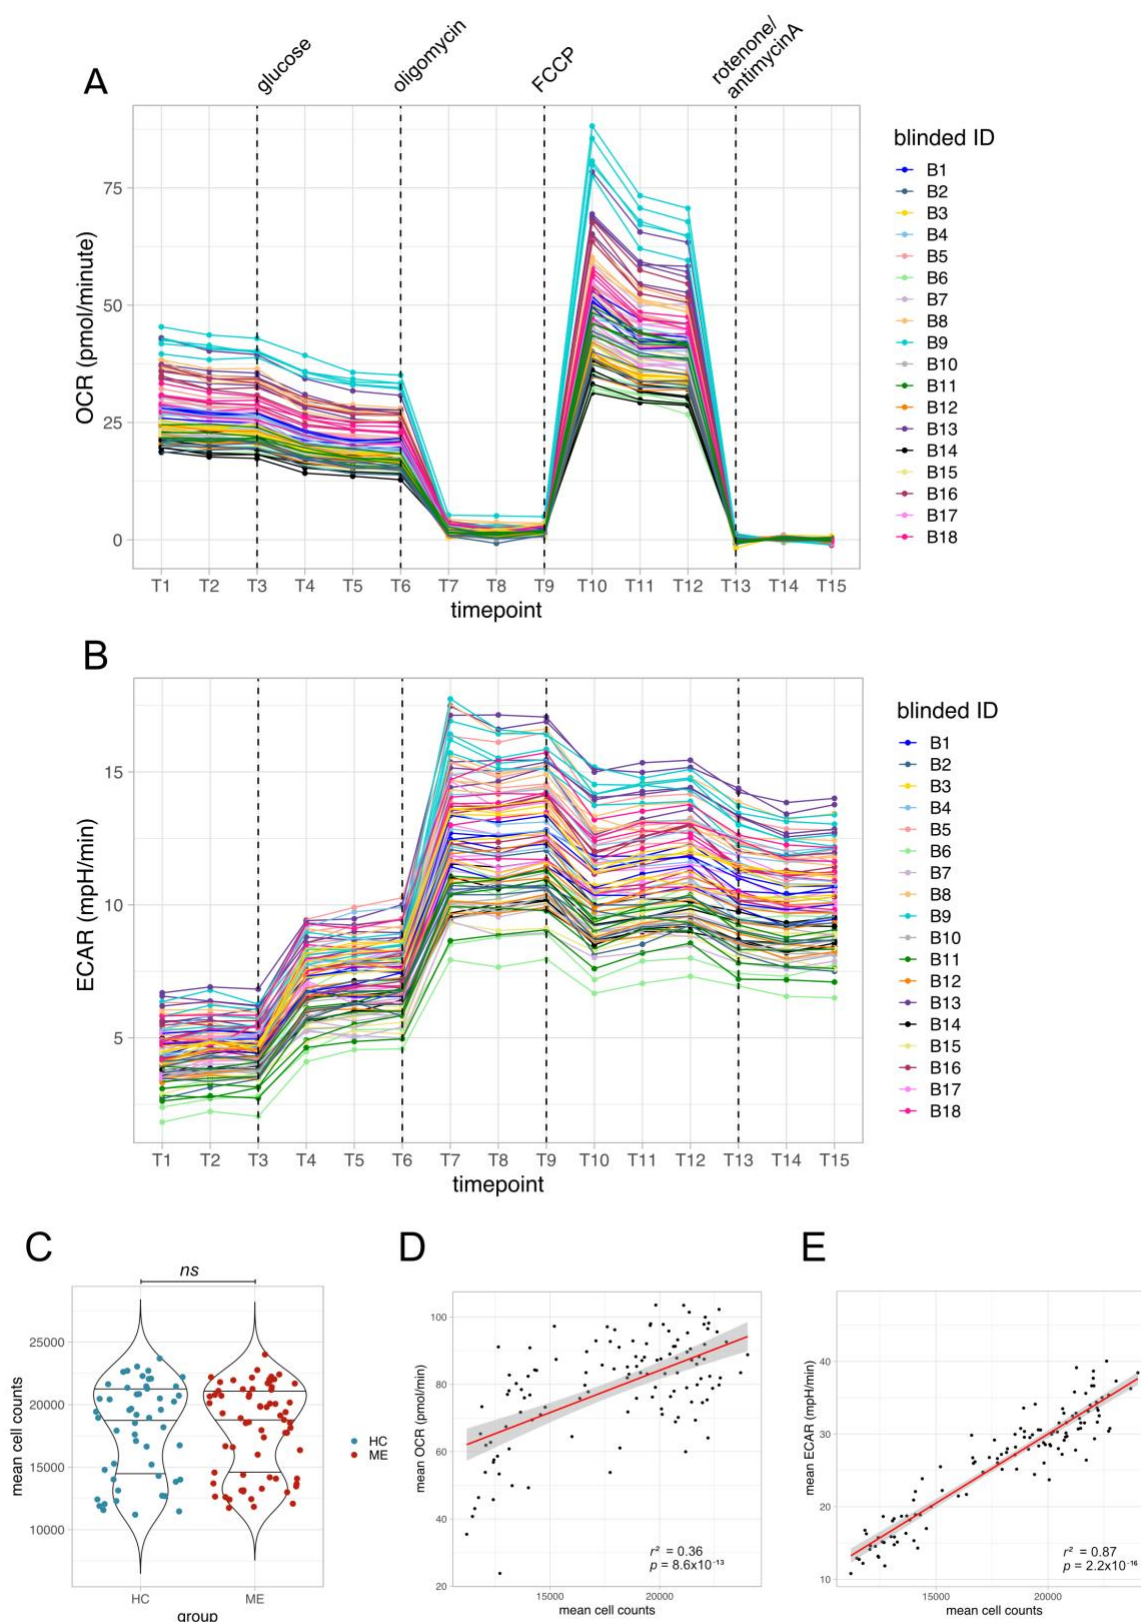 A
glucose
oligomycin
FCCP
rotenone/
antimycinA
OCR (pmol/minute)
75
50
25
0
T1 T2 T3 T4 T5 T6 T7 T8 T9 T10 T11 T12 T13 T14 T15
timepoint
blinded ID
B1
B2
B3
B4
B5
B6
B7
B8
B9
B10
B11
B12
B13
B14
B15
B16
B17
B18
B
ECAR (mpH/min)
15
10
5
T1 T2 T3 T4 T5 T6 T7 T8 T9 T10 T11 T12 T13 T14 T15
timepoint
blinded ID
B1
B2
B3
B4
B5
B6
B7
B8
B9
B10
B11
B12
B13
B14
B15
B16
B17
B18
C
ns
mean cell counts
25000
20000
15000
10000
HC ME
group
HC
ME
D
mean OCR (pmol/min)
100
80
60
40
20
r² = 0.36
p = 8.6x10⁻¹³
15000 20000
mean cell counts
E
mean ECAR (mpH/min)
40
30
20
10
r² = 0.87
p = 2.2x10⁻¹⁶
15000 20000
mean cell counts